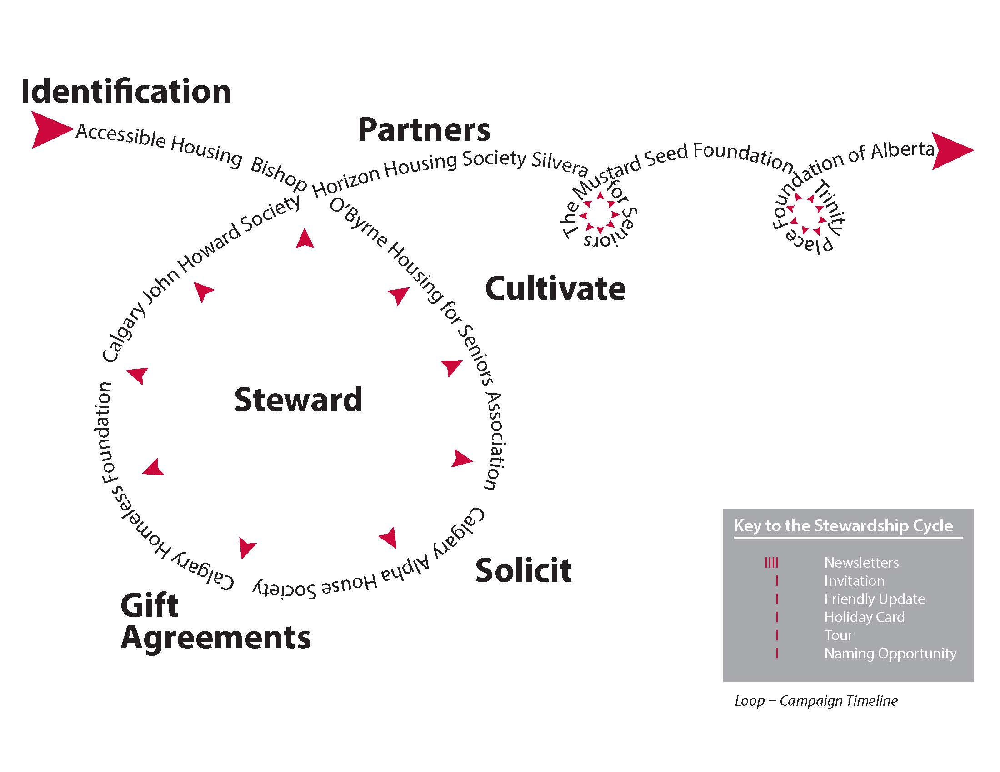 Identification
Partners
Accessible Housing Bishop O’Byrne Housing for Seniors Association Calgary Alpha House Society Calgary Homeless Foundation Calgary John Howard Society Horizon Housing Society Silvera for Seniors The Mustard Seed Foundation Trinity Place Foundation of Alberta
Cultivate
Steward
Solicit
Gift
Agreements
Key to the Stewardship Cycle
Newsletters
Invitation
Friendly Update
Holiday Card
Tour
Naming Opportunity
Loop = Campaign Timeline